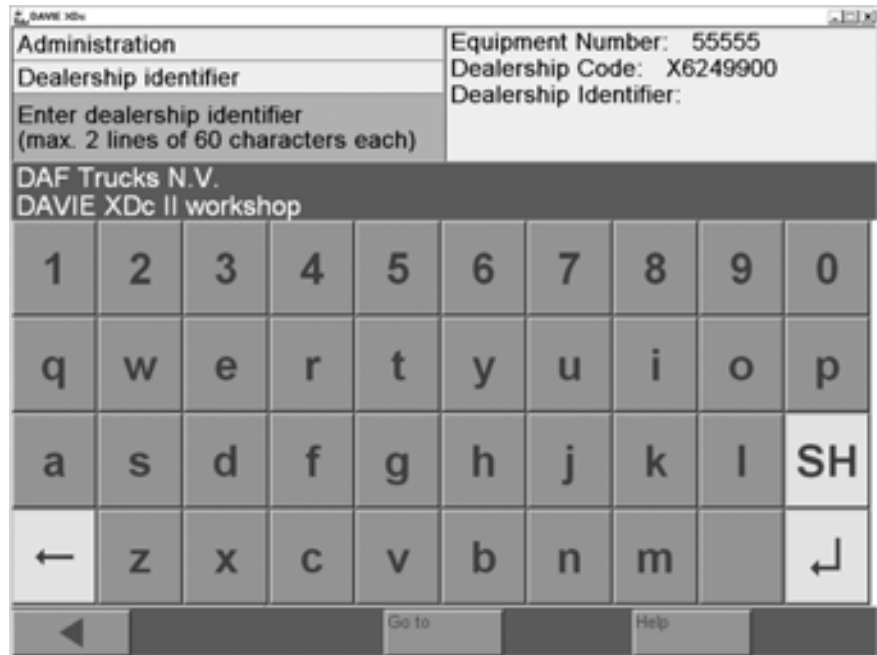 DAVIE XDc
Administration
Dealership identifier
Enter dealership identifier
(max. 2 lines of 60 characters each)
Equipment Number: 55555
Dealership Code: X6249900
Dealership Identifier:
DAF Trucks N.V.
DAVIE XDc II workshop
1 2 3 4 5 6 7 8 9 0
q w e r t y u i o p
a s d f g h j k l SH
← z x c v b n m ↵
Go to Help